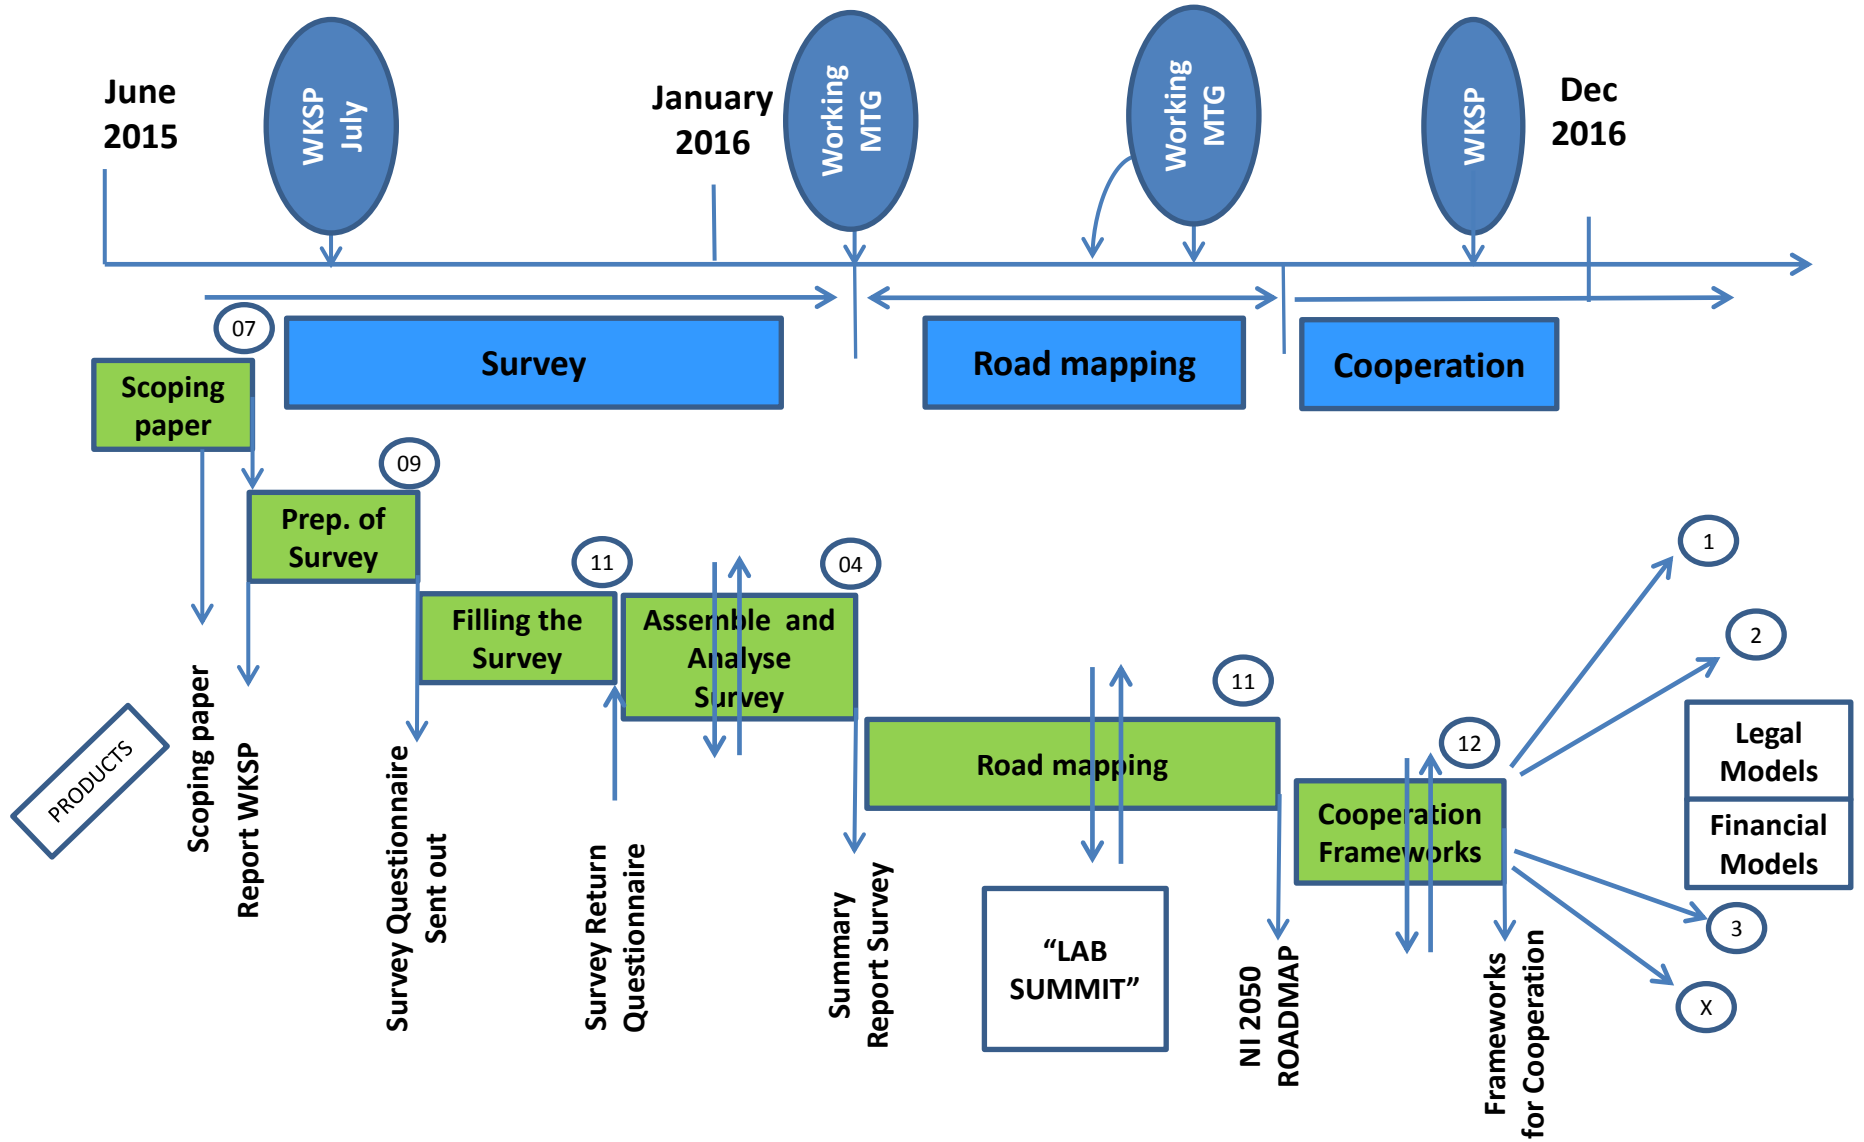 June
2015
WKSP
July
January
2016
Working
MTG
Working
MTG
WKSP
Dec
2016
07
Survey
Road mapping
Cooperation
Scoping
paper
09
Prep. of
Survey
11
Filling the
Survey
04
Assemble and
Analyse
Survey
11
Road mapping
12
Cooperation
Frameworks
1
2
Legal
Models
Financial
Models
3
X
PRODUCTS
Scoping paper
Report WKSP
Survey Questionnaire
Sent out
Survey Return
Questionnaire
Summary
Report Survey
“LAB
SUMMIT”
NI 2050
ROADMAP
Frameworks
for Cooperation